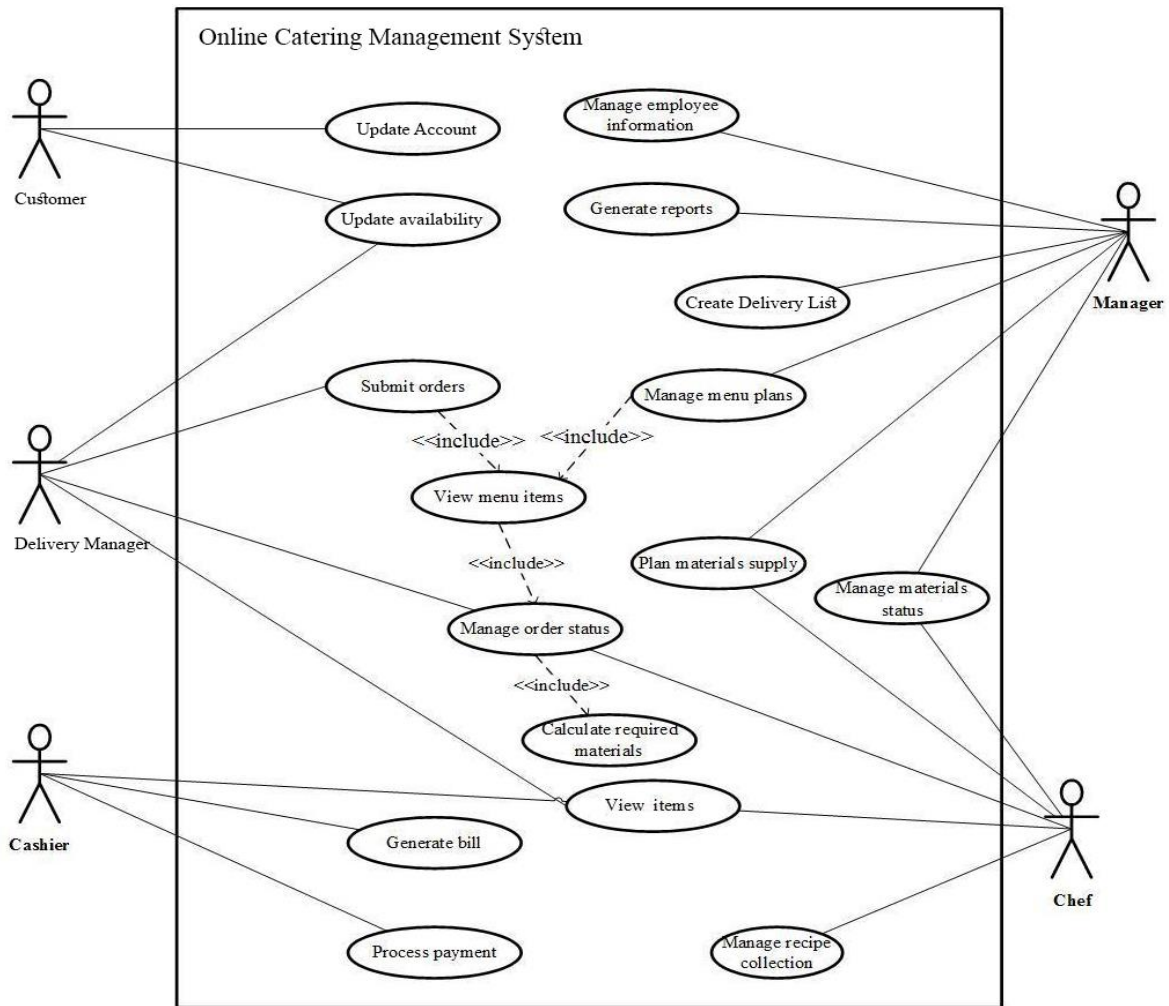 Online Catering Management System
Customer
Update Account
Manage employee
information
Update availability
Generate reports
Manager
Create Delivery List
Submit orders
Manage menu plans
<<include>>
<<include>>
View menu items
Delivery Manager
<<include>>
Plan materials supply
Manage materials
status
Manage order status
<<include>>
Calculate required
materials
View items
Cashier
Generate bill
Chef
Process payment
Manage recipe
collection